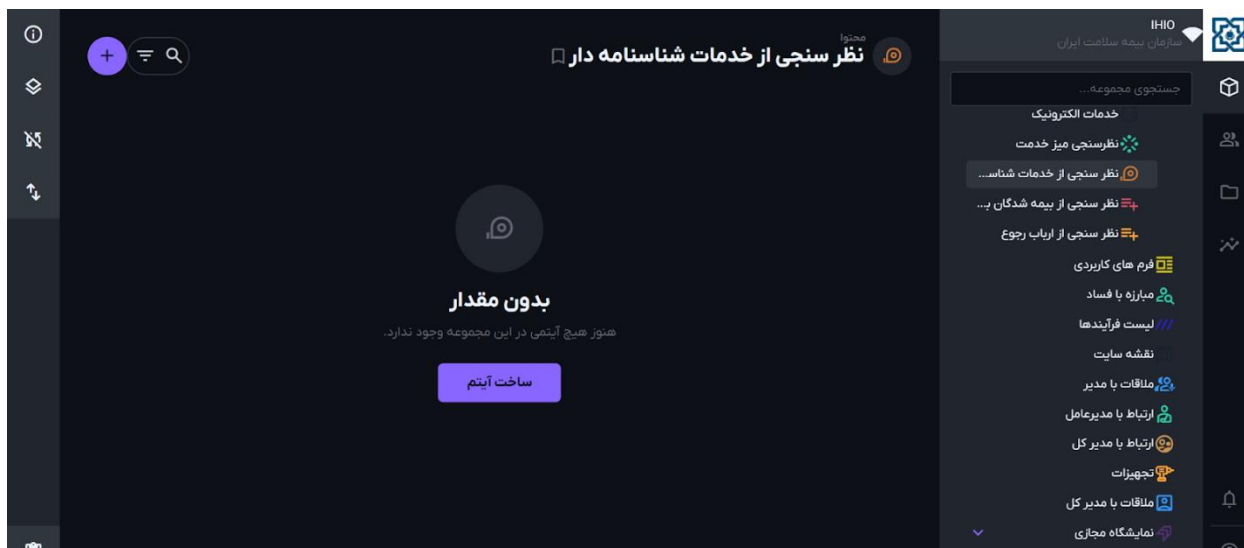 IHIO
سازمان بیمه سلامت ایران
جستجوی مجموعه...
خدمات الکترونیک
نظرسنجی میز خدمت
نظر سنجی از خدمات شناسـ...
نظر سنجی از بیمه شدگان بـ...
نظر سنجی از ارباب رجوع
فرم های کاربردی
مبارزه با فساد
لیست فرآیندها
نقشه سایت
ملاقات با مدیر
ارتباط با مدیرعامل
ارتباط با مدیر کل
تجهیزات
ملاقات با مدیر کل
نمایشگاه مجازی
محتوا
نظر سنجی از خدمات شناسنامه دار
بدون مقدار
هنوز هیچ آیتمی در این مجموعه وجود ندارد.
ساخت آیتم